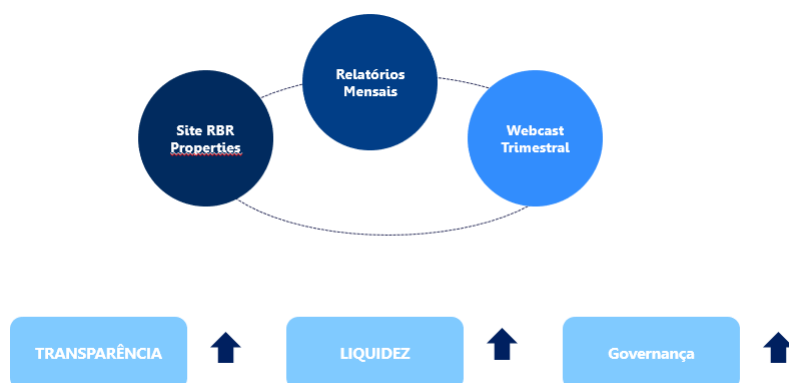 Relatórios
Mensais
Site RBR
Properties
Webcast
Trimestral
TRANSPARÊNCIA
LIQUIDEZ
Governança